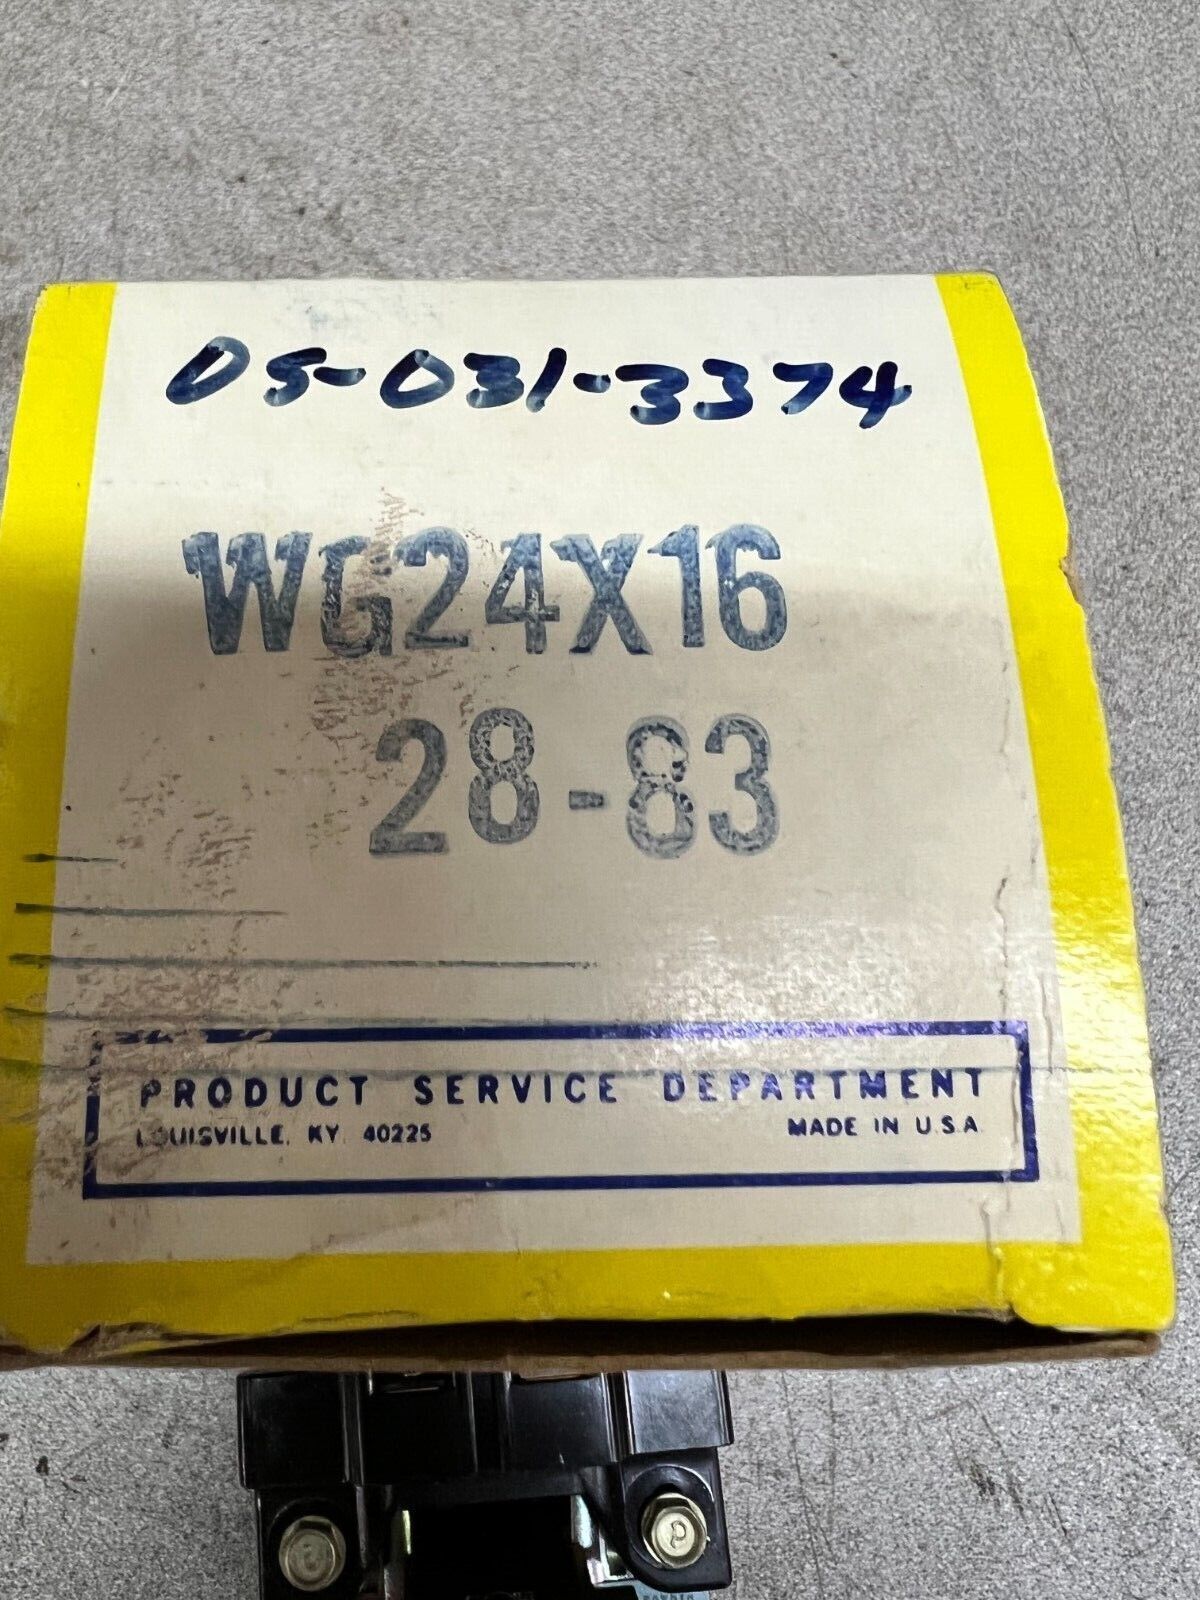 05-031-3374
WG24X16
28-83
PRODUCT SERVICE DEPARTMENT
LOUISVILLE, KY. 40225 MADE IN U.S.A.